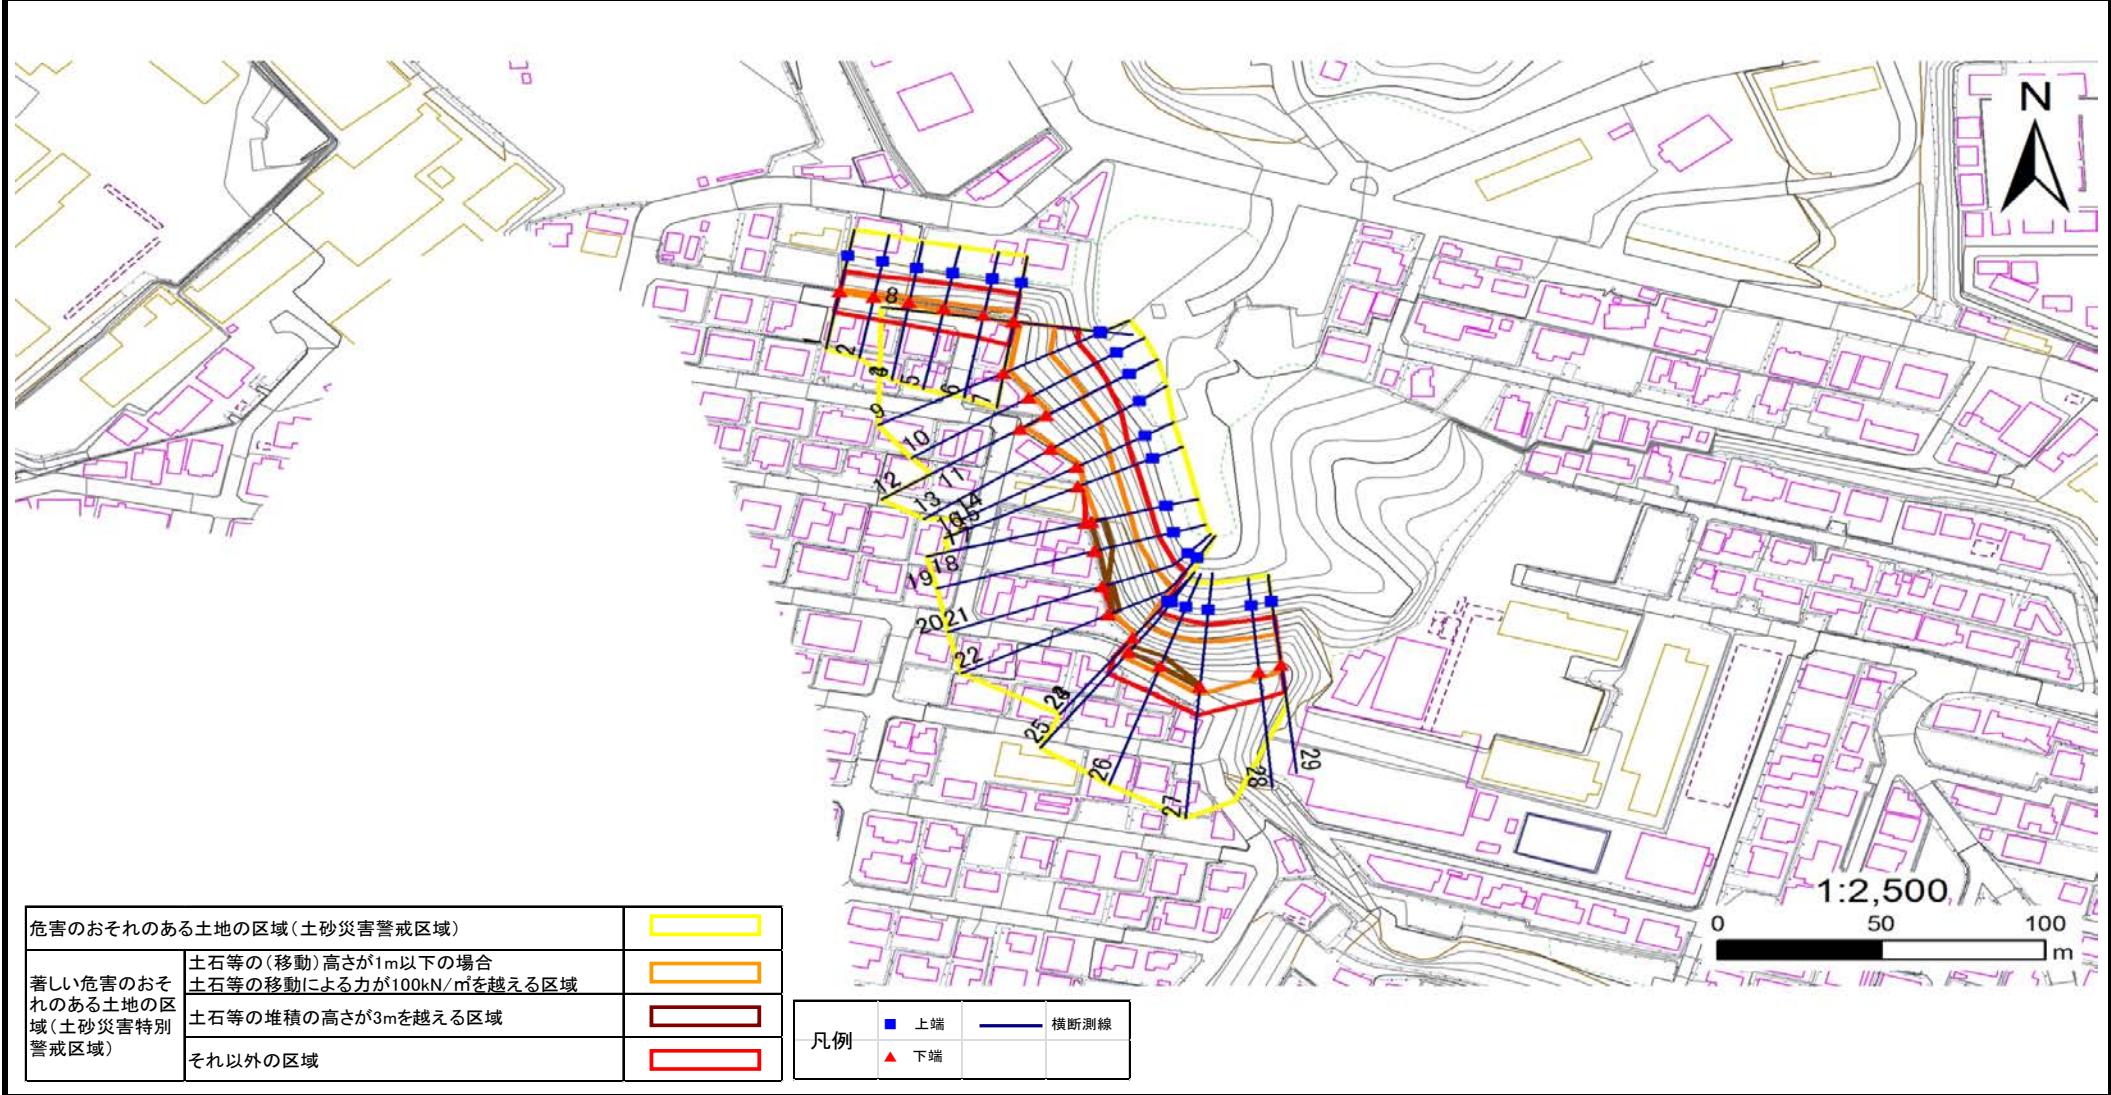 N
8
1
2
5
6
7
9
10
11
12
13
14
15
16
17
18
19
20
21
22
25
26
27
28
29
1:2,500
0 50 100
m
危害のおそれのある土地の区域(土砂災害警戒区域)
著しい危害のおそ
れのある土地の区
域(土砂災害特別
警戒区域)
土石等の(移動)高さが1m以下の場合
土石等の移動による力が100kN/㎡を越える区域
土石等の堆積の高さが3mを越える区域
それ以外の区域
凡例
上端
横断測線
下端